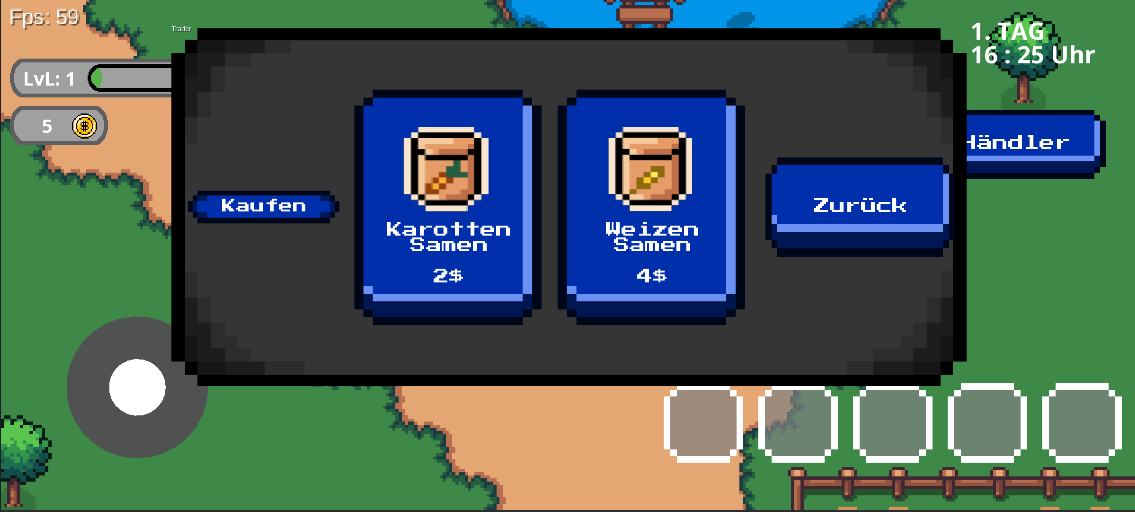 Fps: 59
Trader
1. TAG
16 : 25 Uhr
LvL: 1
5
Händler
Kaufen
Karotten
Samen
2$
Weizen
Samen
4$
Zurück